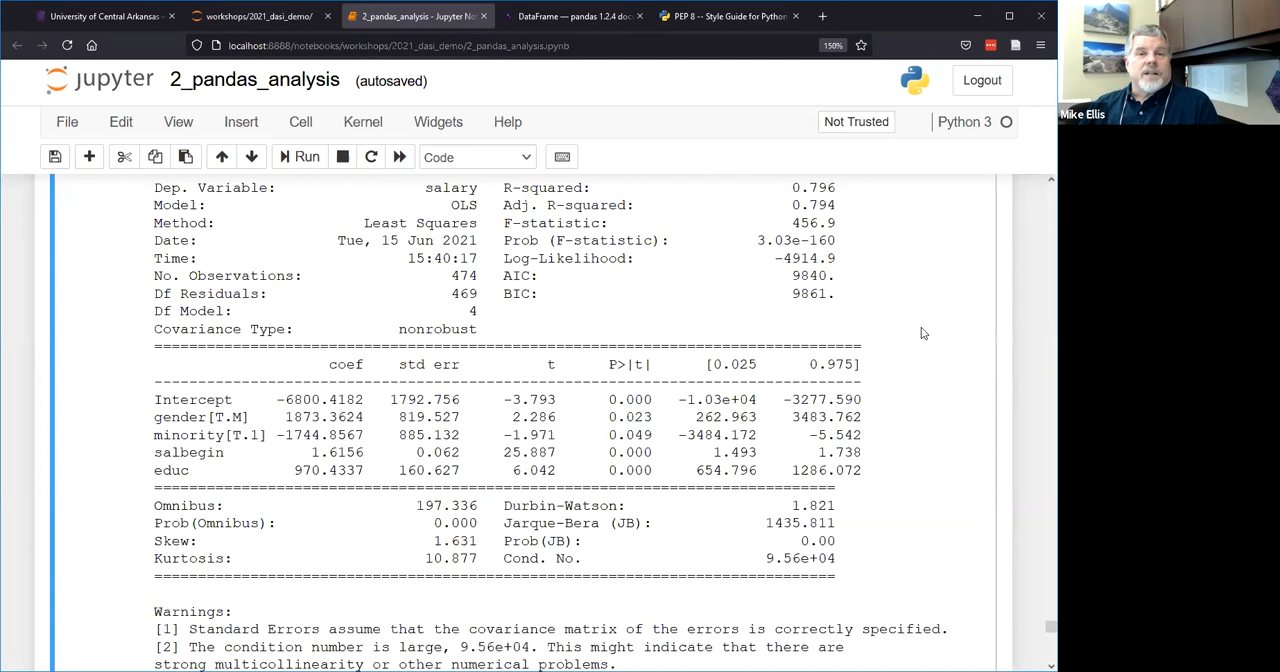 University of Central Arkansas -
workshops/2021_dasi_demo/
2_pandas_analysis - Jupyter No
DataFrame — pandas 1.2.4 doc
PEP 8 -- Style Guide for Python
localhost:8888/notebooks/workshops/2021_dasi_demo/2_pandas_analysis.ipynb
150%
jupyter 2_pandas_analysis (autosaved)
Logout
File Edit View Insert Cell Kernel Widgets Help
Not Trusted
Python 3
Run
Code
Dep. Variable: salary R-squared: 0.796
Model: OLS Adj. R-squared: 0.794
Method: Least Squares F-statistic: 456.9
Date: Tue, 15 Jun 2021 Prob (F-statistic): 3.03e-160
Time: 15:40:17 Log-Likelihood: -4914.9
No. Observations: 474 AIC: 9840.
Df Residuals: 469 BIC: 9861.
Df Model: 4
Covariance Type: nonrobust
coef std err t P>|t| [0.025 0.975]
Intercept -6800.4182 1792.756 -3.793 0.000 -1.03e+04 -3277.590
gender[T.M] 1873.3624 819.527 2.286 0.023 262.963 3483.762
minority[T.1] -1744.8567 885.132 -1.971 0.049 -3484.172 -5.542
salbegin 1.6156 0.062 25.887 0.000 1.493 1.738
educ 970.4337 160.627 6.042 0.000 654.796 1286.072
Omnibus: 197.336 Durbin-Watson: 1.821
Prob(Omnibus): 0.000 Jarque-Bera (JB): 1435.811
Skew: 1.631 Prob(JB): 0.00
Kurtosis: 10.877 Cond. No. 9.56e+04
Warnings:
[1] Standard Errors assume that the covariance matrix of the errors is correctly specified.
[2] The condition number is large, 9.56e+04. This might indicate that there are
strong multicollinearity or other numerical problems.
Mike Ellis